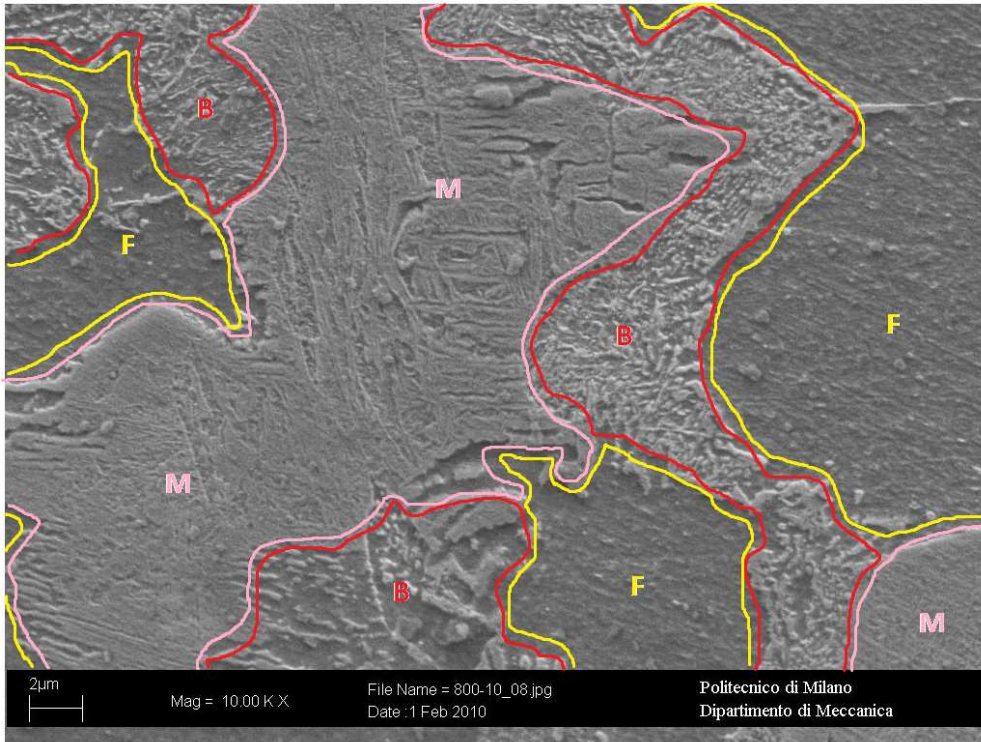 B
M
F
F
B
M
B
F
M
2μm
Mag = 10.00 K X
File Name = 800-10_08.jpg
Date :1 Feb 2010
Politecnico di Milano
Dipartimento di Meccanica